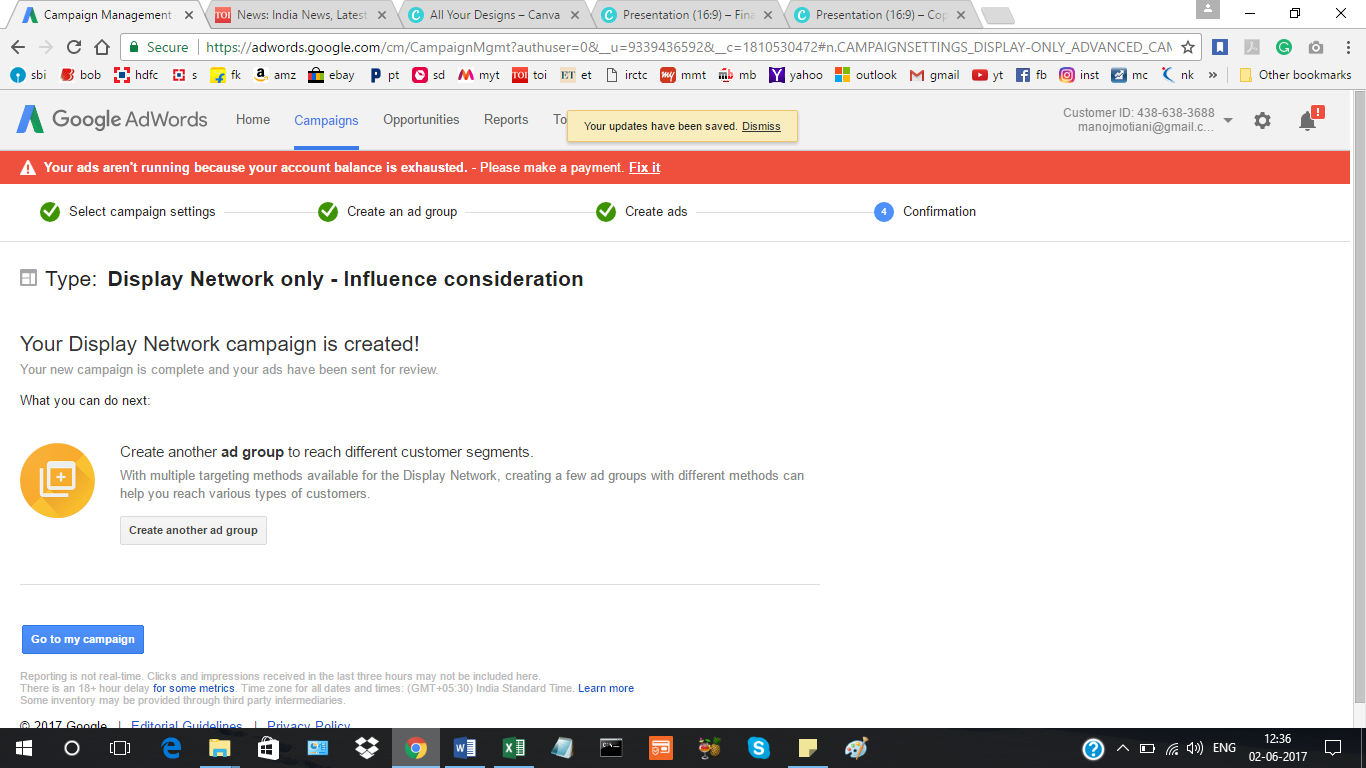 Campaign Management
News: India News, Latest
All Your Designs – Canva
Presentation (16:9) – Fina
Presentation (16:9) – Cop
Secure
https://adwords.google.com/cm/CampaignMgmt?authuser=0&__u=9339436592&__c=1810530472#n.CAMPAIGNSETTINGS_DISPLAY-ONLY_ADVANCED_CAM
sbi bob hdfc s fk amz ebay pt sd myt toi et irctc mmt mb yahoo outlook gmail yt fb inst mc nk » Other bookmarks
Google AdWords Home Campaigns Opportunities Reports To
Your updates have been saved. Dismiss
Customer ID: 438-638-3688
manojmotiani@gmail.c...
!
Your ads aren't running because your account balance is exhausted. - Please make a payment. Fix it
Select campaign settings Create an ad group Create ads 4 Confirmation
Type: Display Network only - Influence consideration
Your Display Network campaign is created!
Your new campaign is complete and your ads have been sent for review.
What you can do next:
Create another ad group to reach different customer segments.
With multiple targeting methods available for the Display Network, creating a few ad groups with different methods can
help you reach various types of customers.
Create another ad group
Go to my campaign
Reporting is not real-time. Clicks and impressions received in the last three hours may not be included here.
There is an 18+ hour delay for some metrics. Time zone for all dates and times: (GMT+05:30) India Standard Time. Learn more
Some inventory may be provided through third party intermediaries.
© 2017 Google | Editorial Guidelines | Privacy Policy
ENG
12:36
02-06-2017